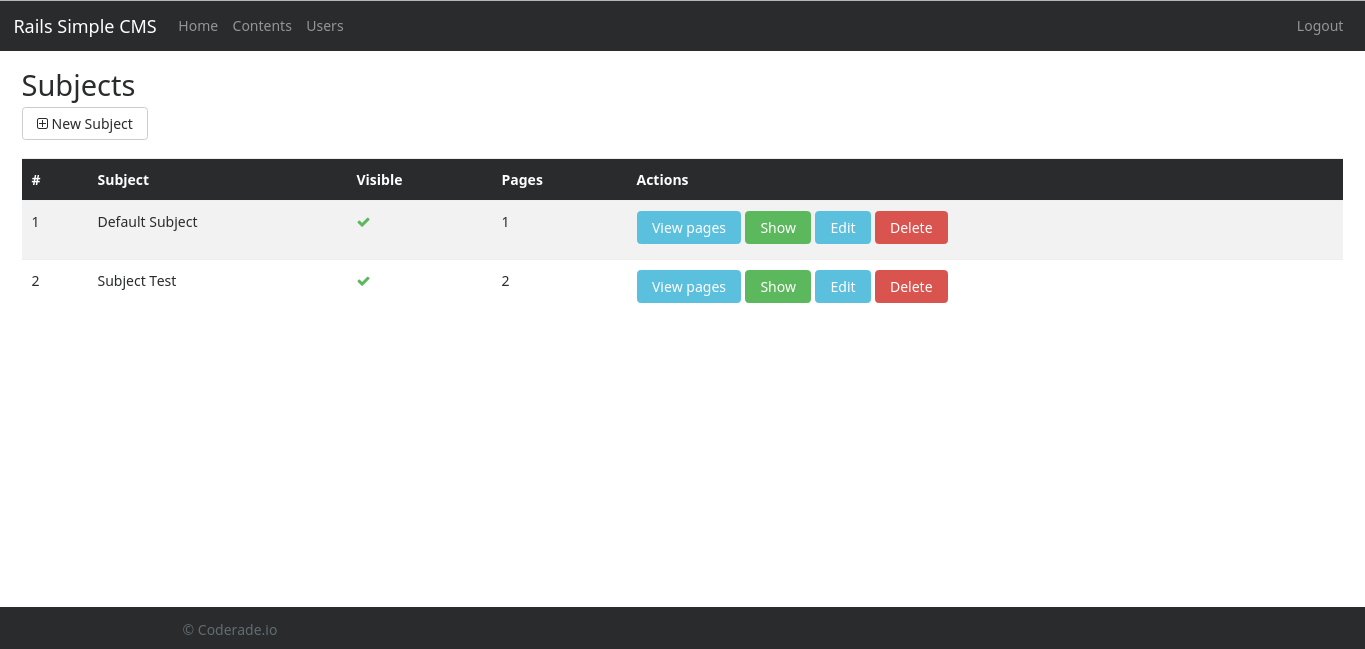 Rails Simple CMS Home Contents Users Logout
Subjects
New Subject
# Subject Visible Pages Actions
1 Default Subject 1 View pages Show Edit Delete
2 Subject Test 2 View pages Show Edit Delete
© Coderade.io